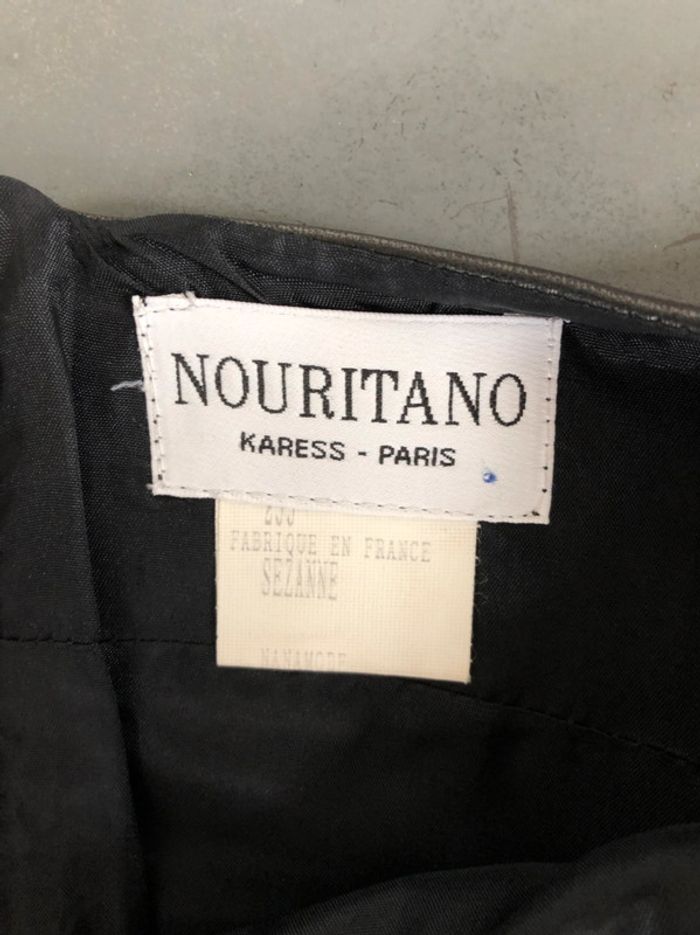 NOURITANO
KARESS - PARIS
FABRIQUE EN FRANCE
SEZANNE